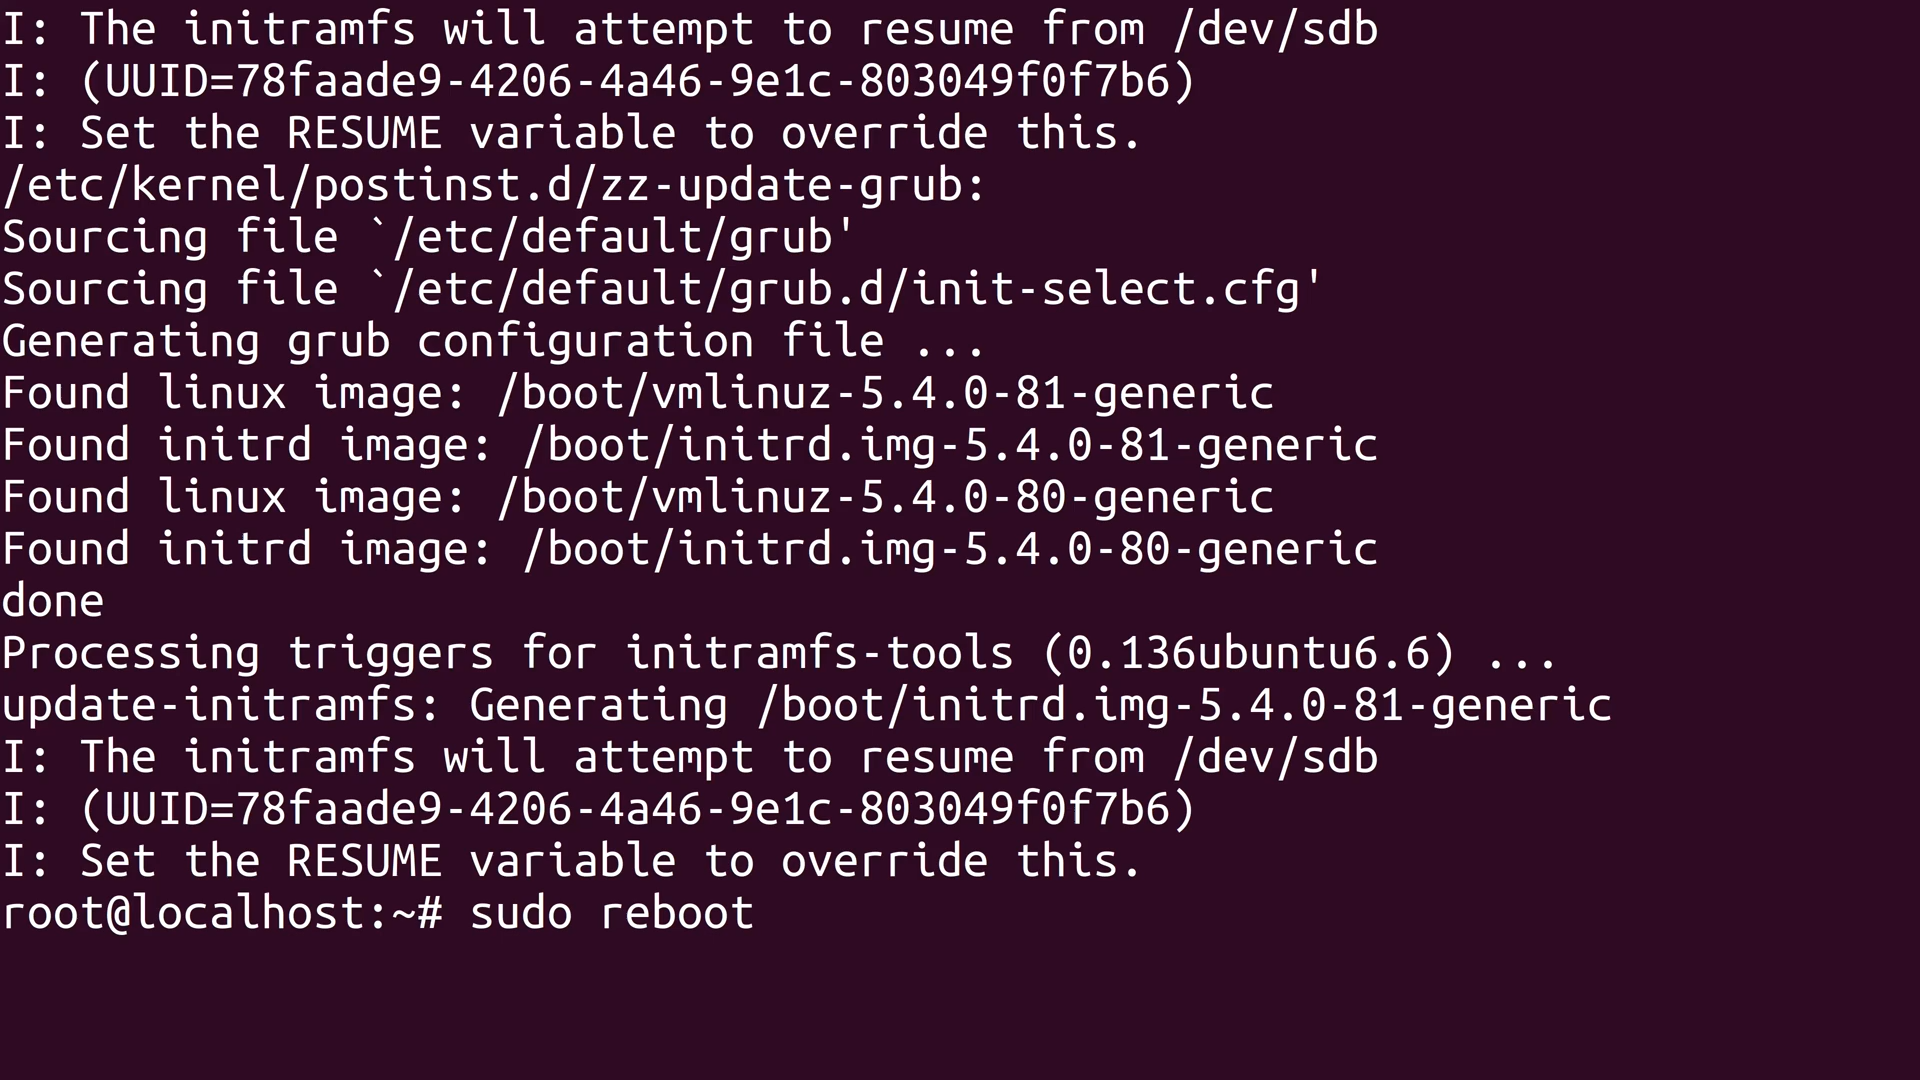 I: The initramfs will attempt to resume from /dev/sdb
I: (UUID=78faade9-4206-4a46-9e1c-803049f0f7b6)
I: Set the RESUME variable to override this.
/etc/kernel/postinst.d/zz-update-grub:
Sourcing file `/etc/default/grub'
Sourcing file `/etc/default/grub.d/init-select.cfg'
Generating grub configuration file ...
Found linux image: /boot/vmlinuz-5.4.0-81-generic
Found initrd image: /boot/initrd.img-5.4.0-81-generic
Found linux image: /boot/vmlinuz-5.4.0-80-generic
Found initrd image: /boot/initrd.img-5.4.0-80-generic
done
Processing triggers for initramfs-tools (0.136ubuntu6.6) ...
update-initramfs: Generating /boot/initrd.img-5.4.0-81-generic
I: The initramfs will attempt to resume from /dev/sdb
I: (UUID=78faade9-4206-4a46-9e1c-803049f0f7b6)
I: Set the RESUME variable to override this.
root@localhost:~# sudo reboot